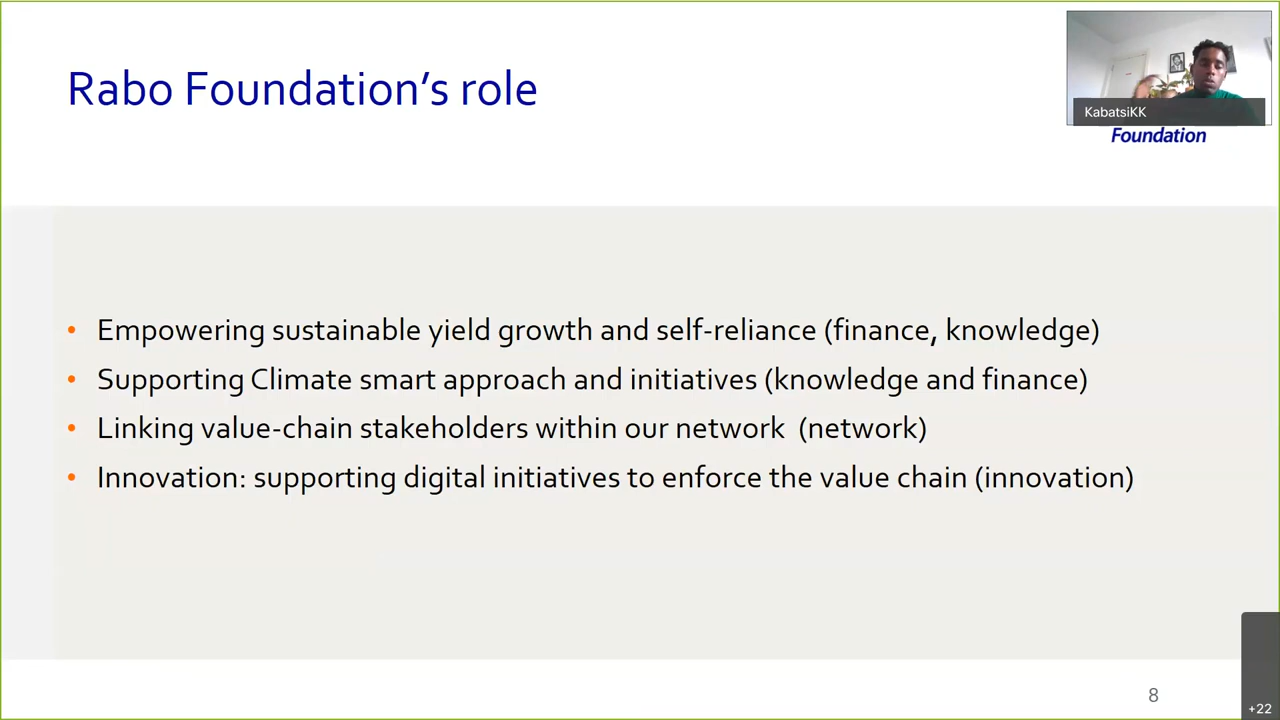 Rabo Foundation’s role
KabatsiKK
Foundation
• Empowering sustainable yield growth and self-reliance (finance, knowledge)
• Supporting Climate smart approach and initiatives (knowledge and finance)
• Linking value-chain stakeholders within our network (network)
• Innovation: supporting digital initiatives to enforce the value chain (innovation)
8
+22